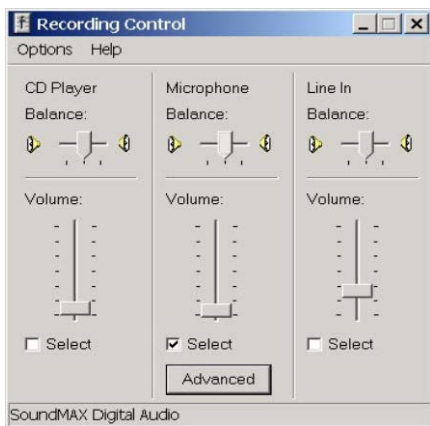 Recording Control
Options Help
CD Player Microphone Line In
Balance: Balance: Balance:
Volume: Volume: Volume:
Select Select Select
Advanced
SoundMAX Digital Audio